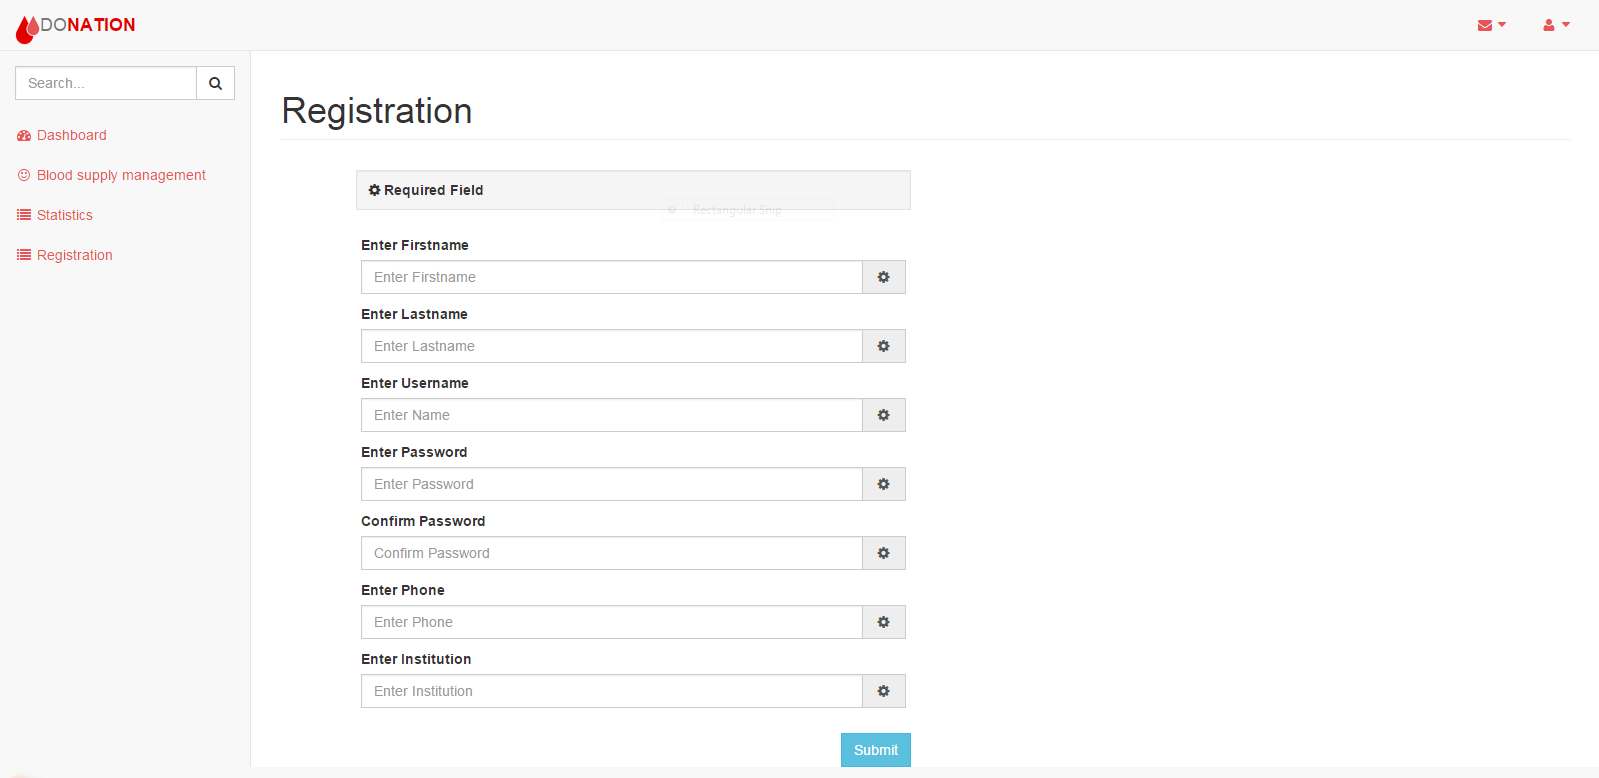 DONATION
Search...
Dashboard
Blood supply management
Statistics
Registration
Registration
Required Field
Rectangular Snip
Enter Firstname
Enter Firstname
Enter Lastname
Enter Lastname
Enter Username
Enter Name
Enter Password
Enter Password
Confirm Password
Confirm Password
Enter Phone
Enter Phone
Enter Institution
Enter Institution
Submit